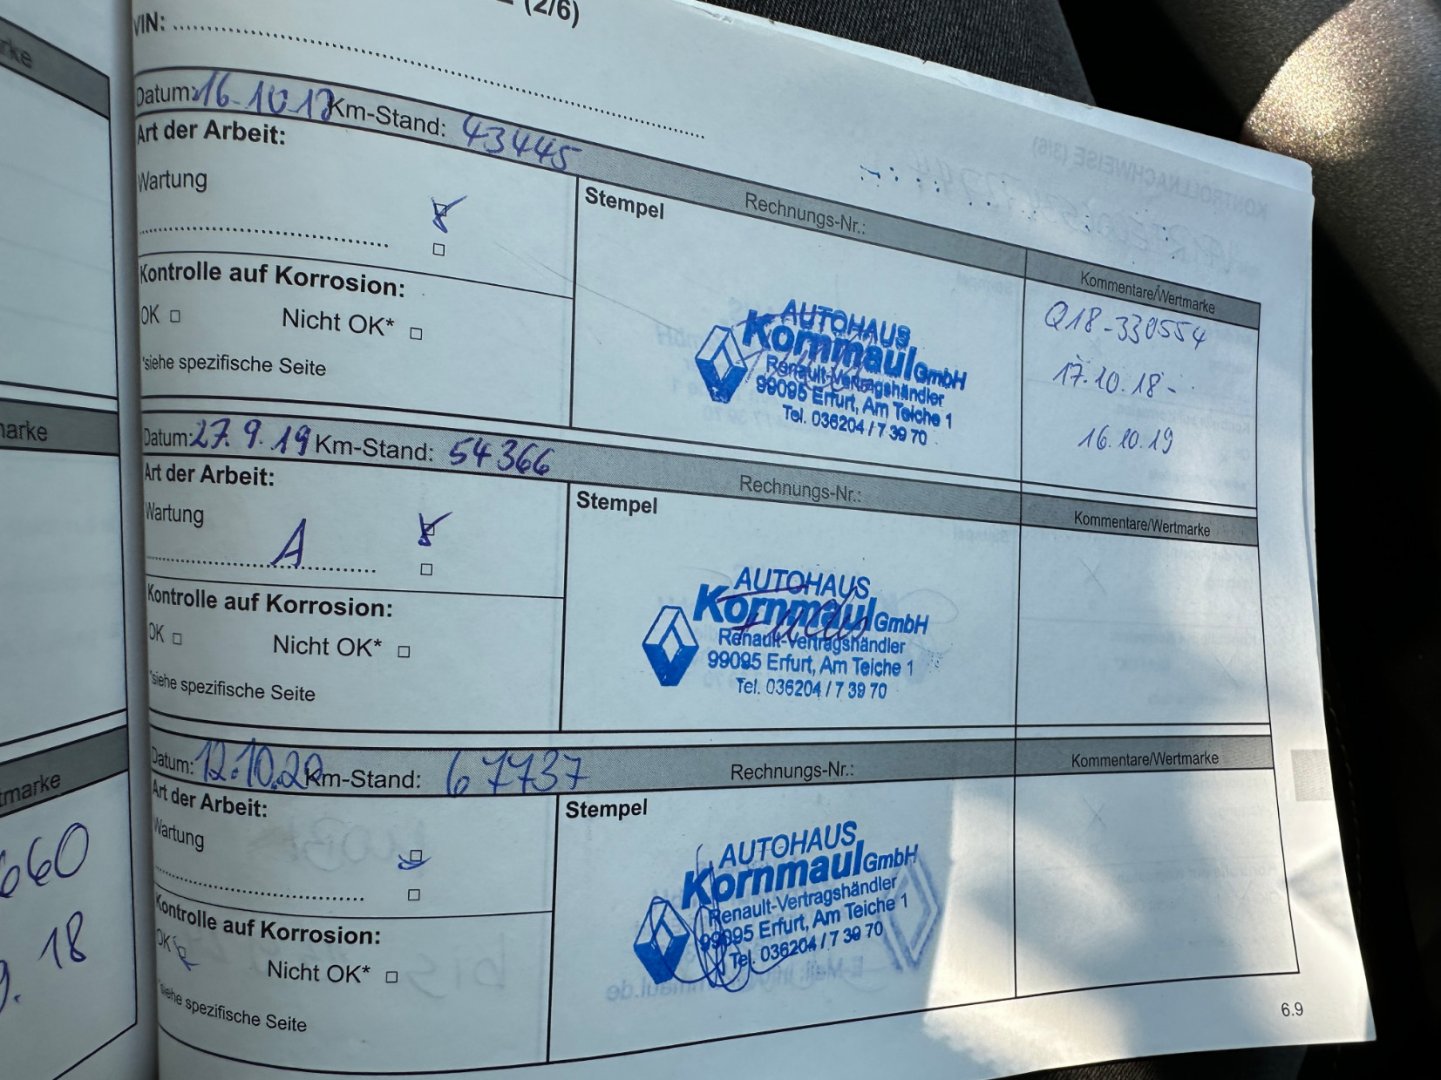 (2/6)
VIN:
Datum: 16.10.18 Km-Stand: 43445
Art der Arbeit:
Wartung
Kontrolle auf Korrosion:
OK □ Nicht OK* □
*siehe spezifische Seite
Stempel
Rechnungs-Nr.:
AUTOHAUS
Kornmaul GmbH
Renault-Vertragshändler
99095 Erfurt, Am Teiche 1
Tel. 036204 / 7 39 70
Kommentare/Wertmarke
Q18-330554
17.10.18-
16.10.19
Datum: 27.9.19 Km-Stand: 54366
Art der Arbeit:
Wartung
A
Kontrolle auf Korrosion:
OK □ Nicht OK* □
*siehe spezifische Seite
Stempel
Rechnungs-Nr.:
AUTOHAUS
Kornmaul GmbH
Renault-Vertragshändler
99095 Erfurt, Am Teiche 1
Tel. 036204 / 7 39 70
Kommentare/Wertmarke
Datum: 12.10.20 Km-Stand: 67737
Art der Arbeit:
Wartung
Kontrolle auf Korrosion:
OK Nicht OK* □
*siehe spezifische Seite
Stempel
Rechnungs-Nr.:
AUTOHAUS
Kornmaul GmbH
Renault-Vertragshändler
99095 Erfurt, Am Teiche 1
Tel. 036204 / 7 39 70
Kommentare/Wertmarke
6.9